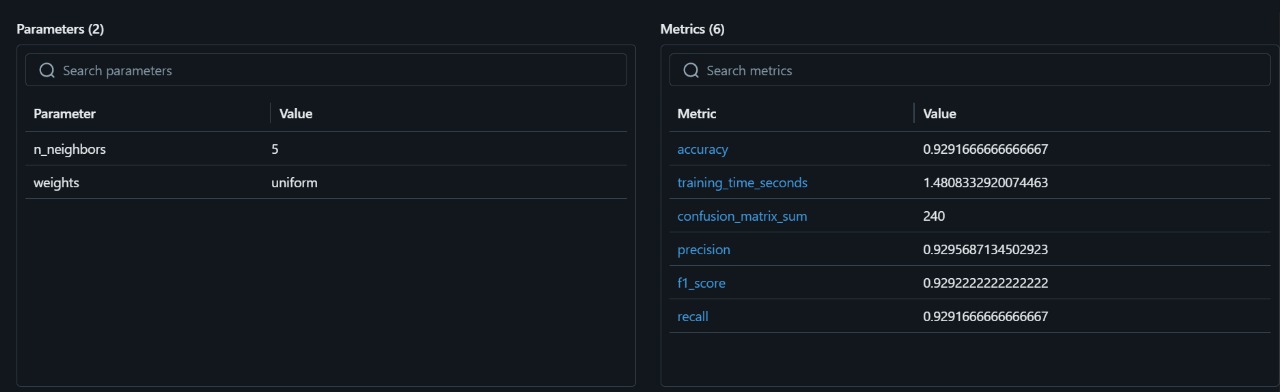 Parameters (2)
Search parameters
Parameter Value
n_neighbors 5
weights uniform
Metrics (6)
Search metrics
Metric Value
accuracy 0.9291666666666667
training_time_seconds 1.4808332920074463
confusion_matrix_sum 240
precision 0.9295687134502923
f1_score 0.9292222222222222
recall 0.9291666666666667